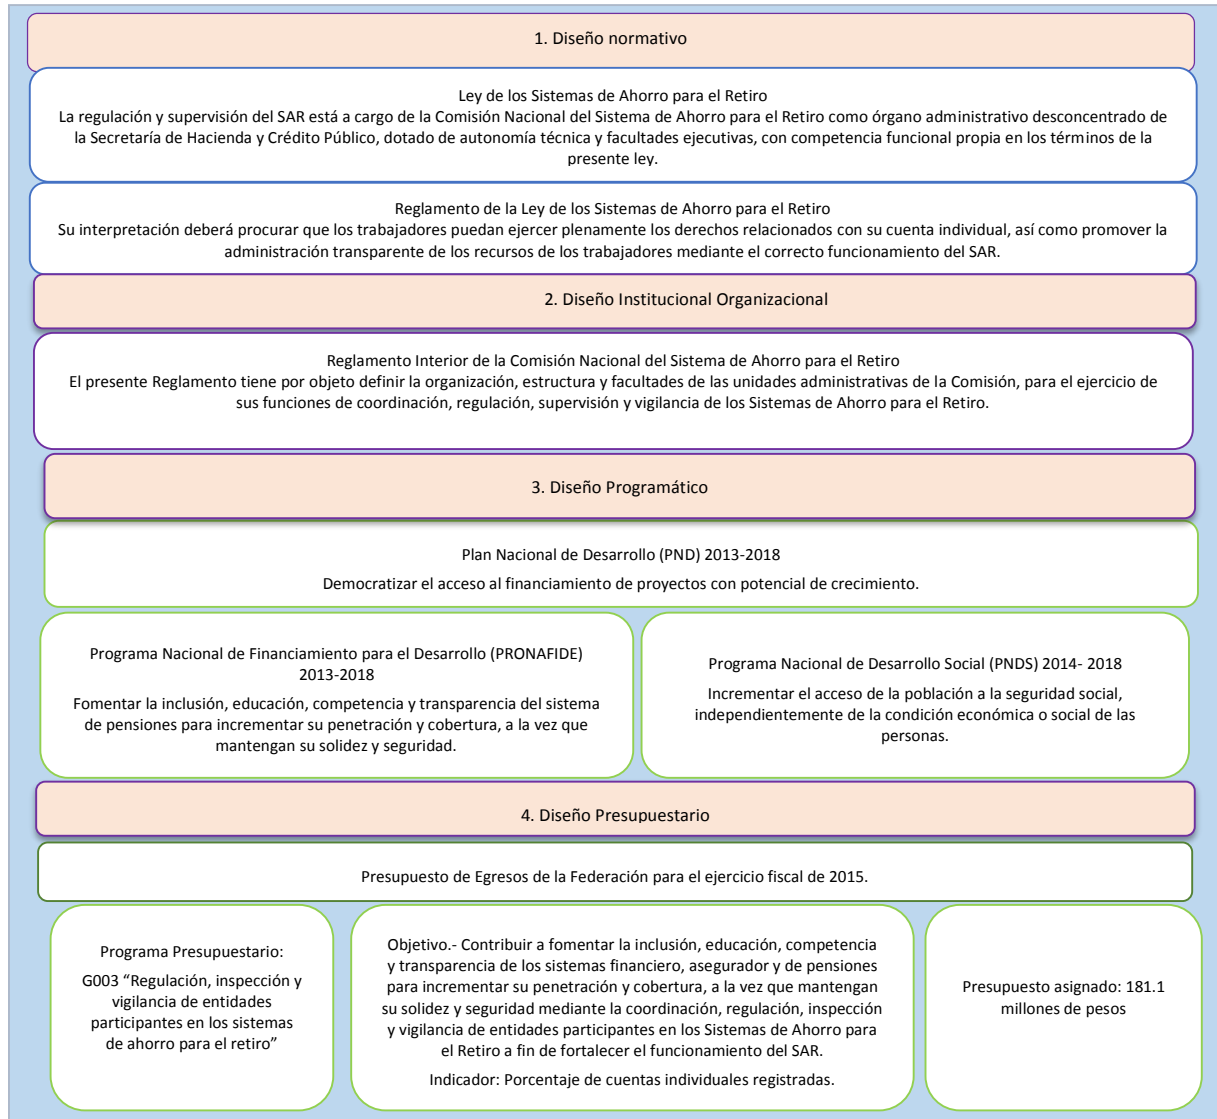 1. Diseño normativo
Ley de los Sistemas de Ahorro para el Retiro
La regulación y supervisión del SAR está a cargo de la Comisión Nacional del Sistema de Ahorro para el Retiro como órgano administrativo desconcentrado de
la Secretaría de Hacienda y Crédito Público, dotado de autonomía técnica y facultades ejecutivas, con competencia funcional propia en los términos de la
presente ley.
Reglamento de la Ley de los Sistemas de Ahorro para el Retiro
Su interpretación deberá procurar que los trabajadores puedan ejercer plenamente los derechos relacionados con su cuenta individual, así como promover la
administración transparente de los recursos de los trabajadores mediante el correcto funcionamiento del SAR.
2. Diseño Institucional Organizacional
Reglamento Interior de la Comisión Nacional del Sistema de Ahorro para el Retiro
El presente Reglamento tiene por objeto definir la organización, estructura y facultades de las unidades administrativas de la Comisión, para el ejercicio de
sus funciones de coordinación, regulación, supervisión y vigilancia de los Sistemas de Ahorro para el Retiro.
3. Diseño Programático
Plan Nacional de Desarrollo (PND) 2013-2018
Democratizar el acceso al financiamiento de proyectos con potencial de crecimiento.
Programa Nacional de Financiamiento para el Desarrollo (PRONAFIDE)
2013-2018
Fomentar la inclusión, educación, competencia y transparencia del sistema
de pensiones para incrementar su penetración y cobertura, a la vez que
mantengan su solidez y seguridad.
Programa Nacional de Desarrollo Social (PNDS) 2014- 2018
Incrementar el acceso de la población a la seguridad social,
independientemente de la condición económica o social de las
personas.
4. Diseño Presupuestario
Presupuesto de Egresos de la Federación para el ejercicio fiscal de 2015.
Programa Presupuestario:
G003 “Regulación, inspección y
vigilancia de entidades
participantes en los sistemas
de ahorro para el retiro”
Objetivo.- Contribuir a fomentar la inclusión, educación, competencia
y transparencia de los sistemas financiero, asegurador y de pensiones
para incrementar su penetración y cobertura, a la vez que mantengan
su solidez y seguridad mediante la coordinación, regulación, inspección
y vigilancia de entidades participantes en los Sistemas de Ahorro para
el Retiro a fin de fortalecer el funcionamiento del SAR.
Indicador: Porcentaje de cuentas individuales registradas.
Presupuesto asignado: 181.1
millones de pesos